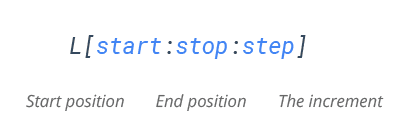 L[start:stop:step]
Start position End position The increment